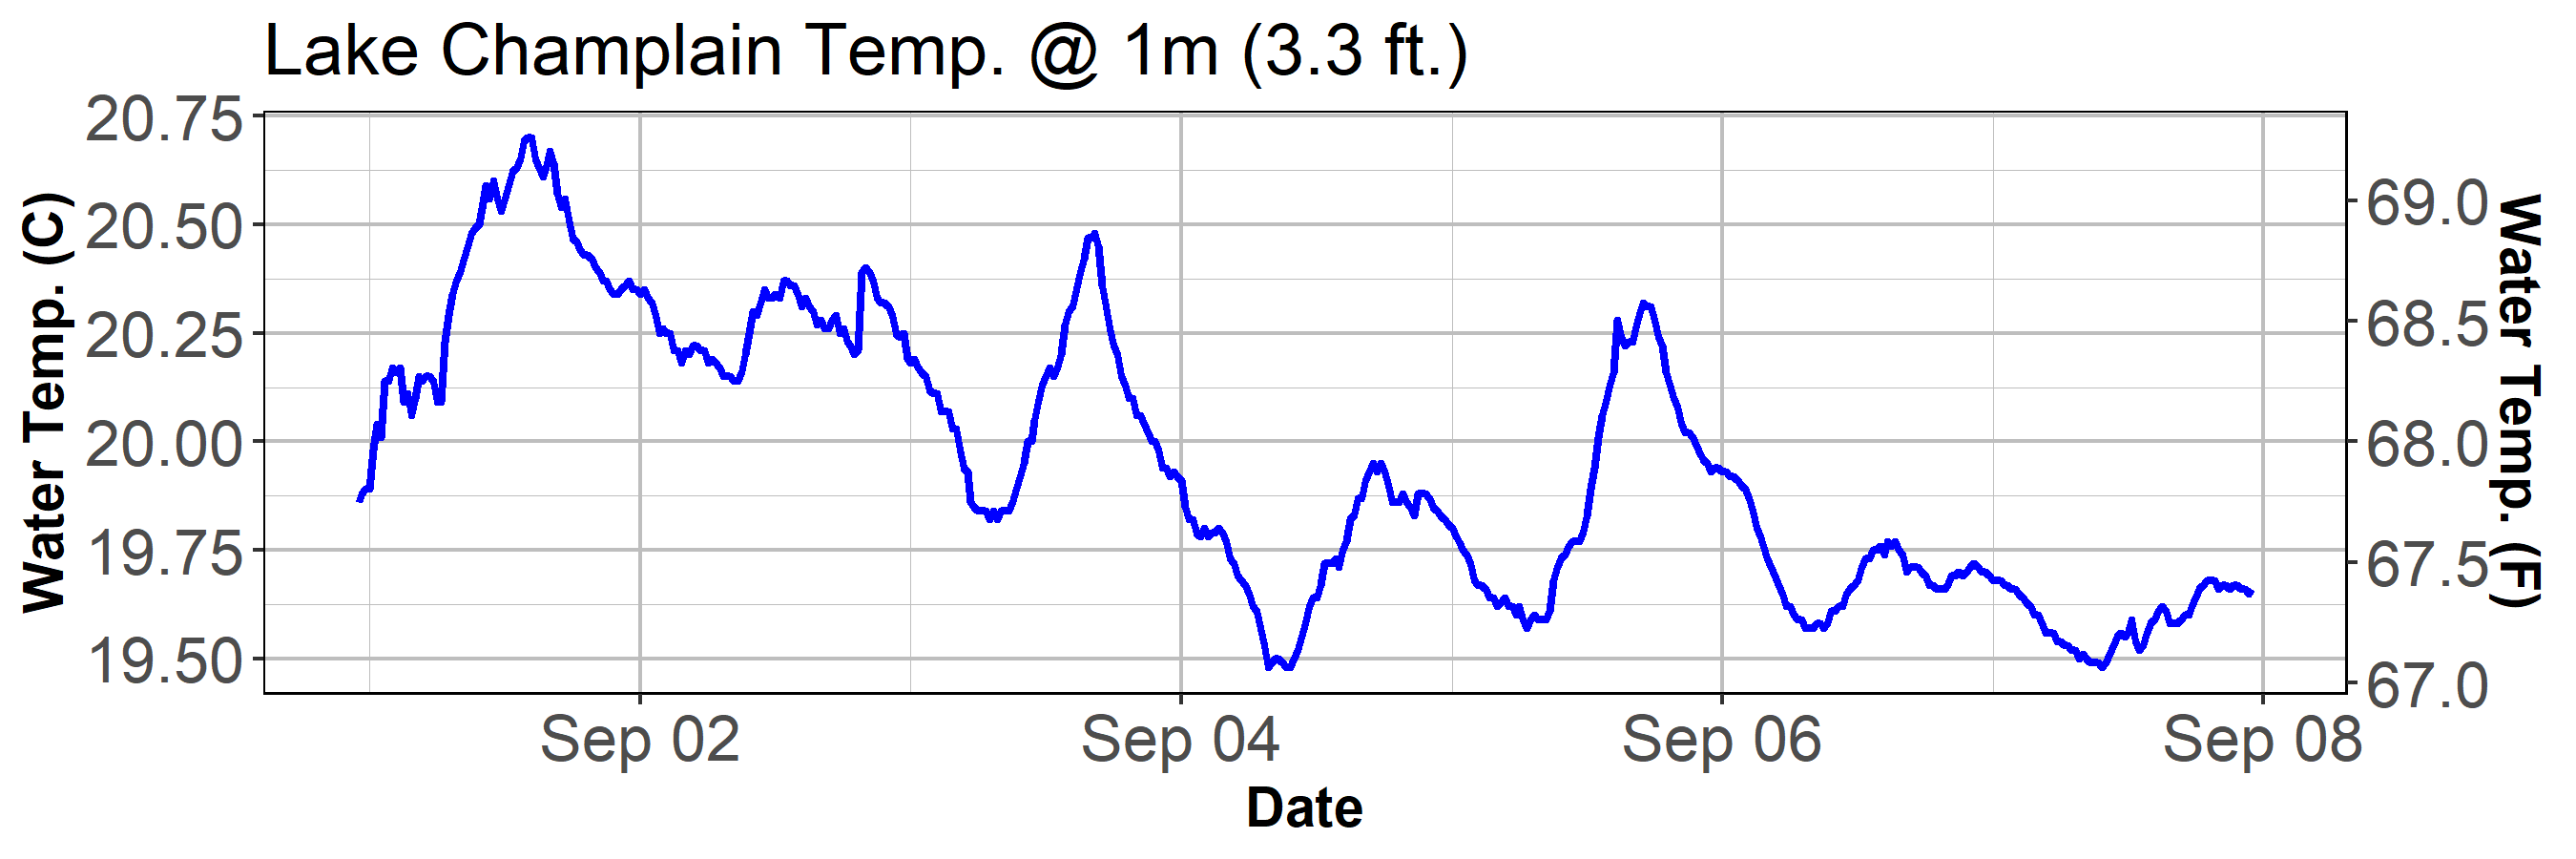 Lake Champlain Temp. @ 1m (3.3 ft.)
20.75
20.50
20.25
20.00
19.75
19.50
Water Temp. (C)
69.0
68.5
68.0
67.5
67.0
Water Temp. (F)
Sep 02
Sep 04
Sep 06
Sep 08
Date